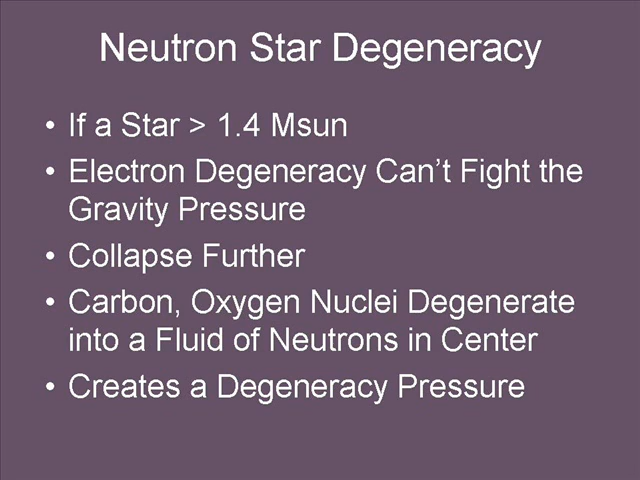 Neutron Star Degeneracy
• If a Star > 1.4 Msun
• Electron Degeneracy Can't Fight the
Gravity Pressure
• Collapse Further
• Carbon, Oxygen Nuclei Degenerate
into a Fluid of Neutrons in Center
• Creates a Degeneracy Pressure